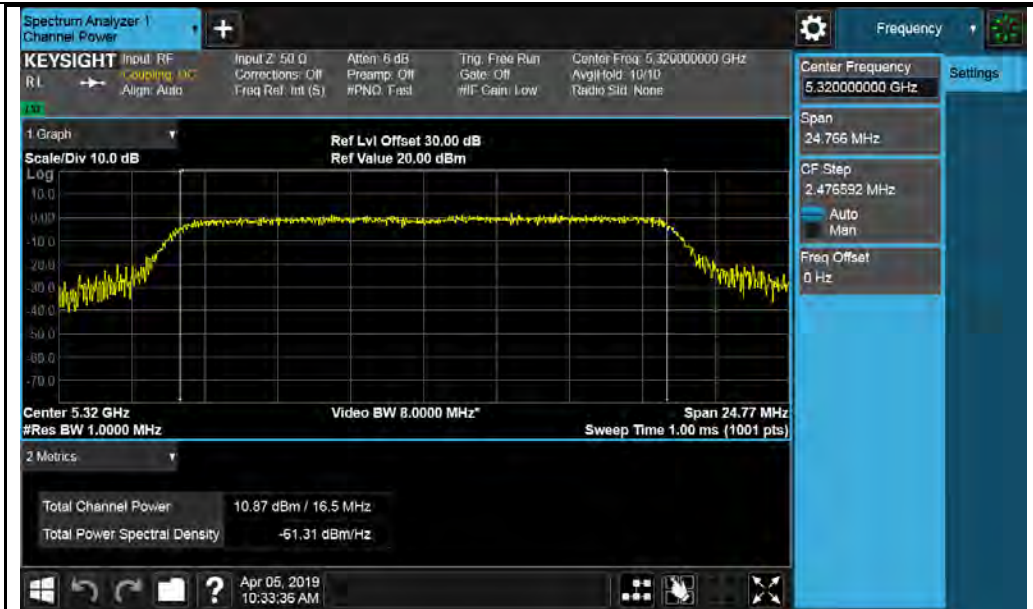 Spectrum Analyzer 1
Channel Power
+
Frequency
KEYSIGHT
R L
Input: RF
Coupling: DC
Align: Auto
Input Z: 50 Ω
Corrections: Off
Freq Ref: Int (S)
Atten: 6 dB
Preamp: Off
#PNO: Fast
Trig: Free Run
Gate: Off
#IF Gain: Low
Center Freq: 5.320000000 GHz
Avg|Hold: 10/10
Radio Std: None
LXI
Center Frequency
5.320000000 GHz
Settings
Span
24.766 MHz
CF Step
2.476592 MHz
Auto
Man
Freq Offset
0 Hz
1 Graph
Scale/Div 10.0 dB
Ref Lvl Offset 30.00 dB
Ref Value 20.00 dBm
Log
10.0
0.00
-10.0
-20.0
-30.0
-40.0
-50.0
-60.0
-70.0
Center 5.32 GHz
Video BW 8.0000 MHz*
Span 24.77 MHz
#Res BW 1.0000 MHz
Sweep Time 1.00 ms (1001 pts)
2 Metrics
Total Channel Power
10.87 dBm / 16.5 MHz
Total Power Spectral Density
-61.31 dBm/Hz
?
Apr 05, 2019
10:33:36 AM